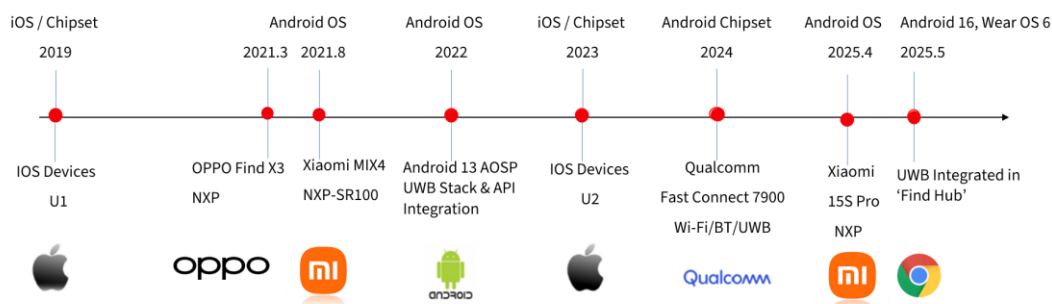 iOS / Chipset
2019
IOS Devices
U1
Android OS
2021.3
OPPO Find X3
NXP
oppo
2021.8
Xiaomi MIX4
NXP-SR100
mi
Android OS
2022
Android 13 AOSP
UWB Stack & API
Integration
ANDROID
iOS / Chipset
2023
IOS Devices
U2
Android Chipset
2024
Qualcomm
Fast Connect 7900
Wi-Fi/BT/UWB
Qualcomm
Android OS
2025.4
Xiaomi
15S Pro
NXP
mi
Android 16, Wear OS 6
2025.5
UWB Integrated in
‘Find Hub’